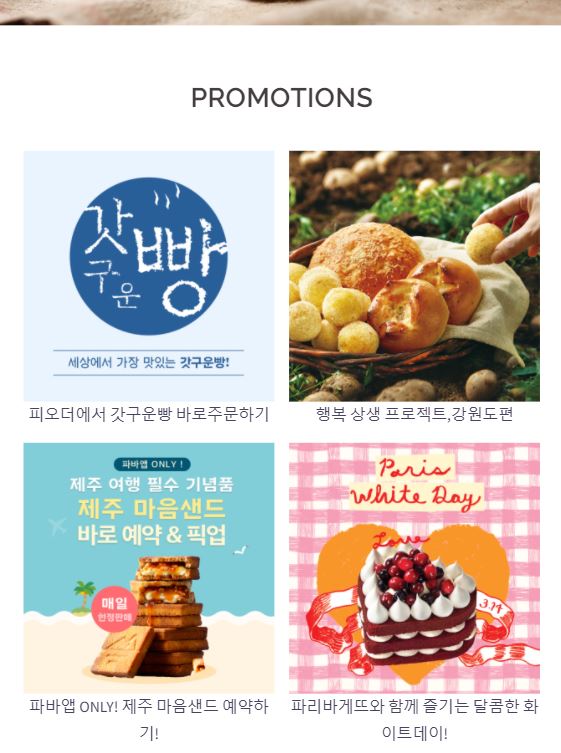 PROMOTIONS
갓
구운
빵
세상에서 가장 맛있는 갓구운빵!
피오더에서 갓구운빵 바로주문하기
행복 상생 프로젝트,강원도편
파바앱 ONLY !
제주 여행 필수 기념품
제주 마음샌드
바로 예약 & 픽업
매일
한정판매
파바앱 ONLY! 제주 마음샌드 예약하
기!
Paris
White Day
Love
3.14
파리바게뜨와 함께 즐기는 달콤한 화
이트데이!